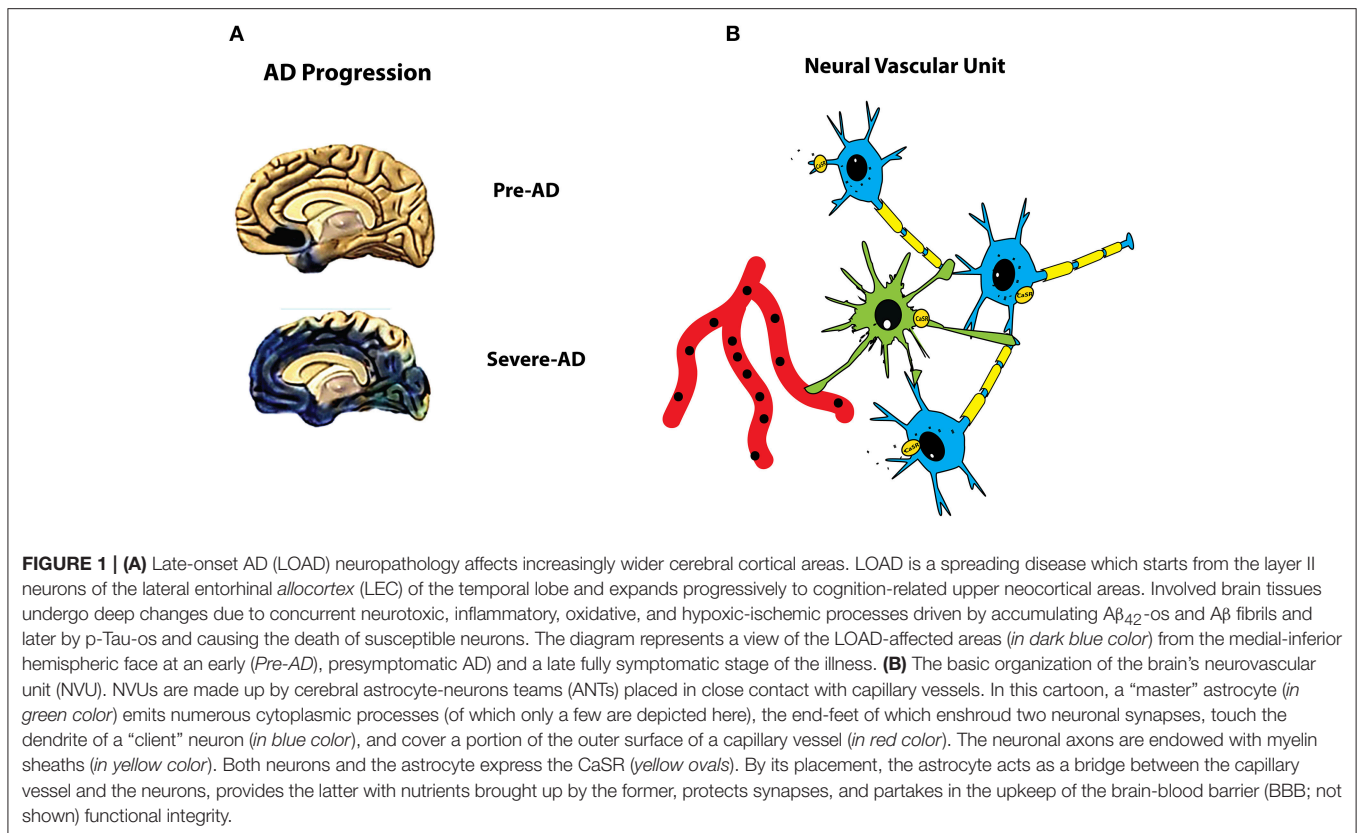 A
B
AD Progression
Neural Vascular Unit
Pre-AD
Severe-AD
CaSR
CaSR
CaSR
CaSR
FIGURE 1 | (A) Late-onset AD (LOAD) neuropathology affects increasingly wider cerebral cortical areas. LOAD is a spreading disease which starts from the layer II
neurons of the lateral entorhinal allocortex (LEC) of the temporal lobe and expands progressively to cognition-related upper neocortical areas. Involved brain tissues
undergo deep changes due to concurrent neurotoxic, inflammatory, oxidative, and hypoxic-ischemic processes driven by accumulating Aβ₄₂-os and Aβ fibrils and
later by p-Tau-os and causing the death of susceptible neurons. The diagram represents a view of the LOAD-affected areas (in dark blue color) from the medial-inferior
hemispheric face at an early (Pre-AD), presymptomatic AD) and a late fully symptomatic stage of the illness. (B) The basic organization of the brain's neurovascular
unit (NVU). NVUs are made up by cerebral astrocyte-neurons teams (ANTs) placed in close contact with capillary vessels. In this cartoon, a “master” astrocyte (in
green color) emits numerous cytoplasmic processes (of which only a few are depicted here), the end-feet of which enshroud two neuronal synapses, touch the
dendrite of a “client” neuron (in blue color), and cover a portion of the outer surface of a capillary vessel (in red color). The neuronal axons are endowed with myelin
sheaths (in yellow color). Both neurons and the astrocyte express the CaSR (yellow ovals). By its placement, the astrocyte acts as a bridge between the capillary
vessel and the neurons, provides the latter with nutrients brought up by the former, protects synapses, and partakes in the upkeep of the brain-blood barrier (BBB; not
shown) functional integrity.